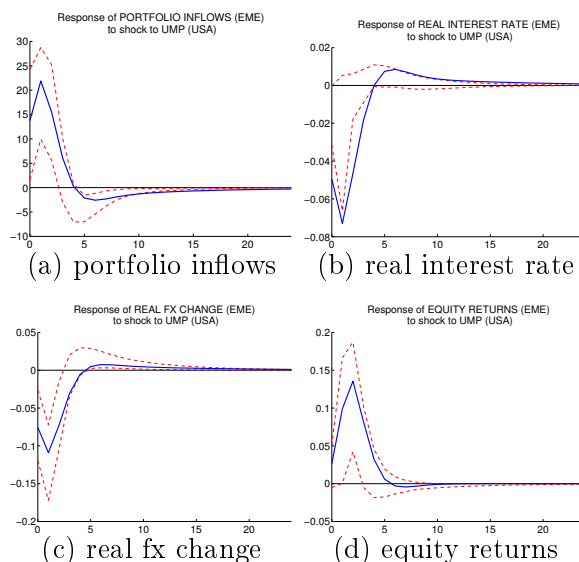 Response of PORTFOLIO INFLOWS (EME)
to shock to UMP (USA)
30
25
20
15
10
5
0
−5
−10
0 5 10 15 20
(a) portfolio inflows
Response of REAL INTEREST RATE (EME)
to shock to UMP (USA)
0.02
0
−0.02
−0.04
−0.06
−0.08
0 5 10 15 20
(b) real interest rate
Response of REAL FX CHANGE (EME)
to shock to UMP (USA)
0.05
0
−0.05
−0.1
−0.15
−0.2
0 5 10 15 20
(c) real fx change
Response of EQUITY RETURNS (EME)
to shock to UMP (USA)
0.2
0.15
0.1
0.05
0
−0.05
0 5 10 15 20
(d) equity returns